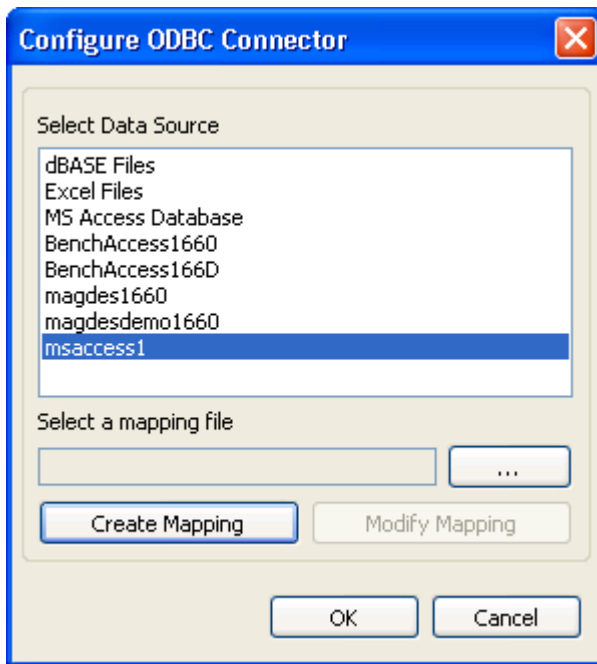 Configure ODBC Connector
Select Data Source
dBASE Files
Excel Files
MS Access Database
BenchAccess1660
BenchAccess166D
magdes1660
magdesdemo1660
msaccess1
Select a mapping file
...
Create Mapping
Modify Mapping
OK
Cancel